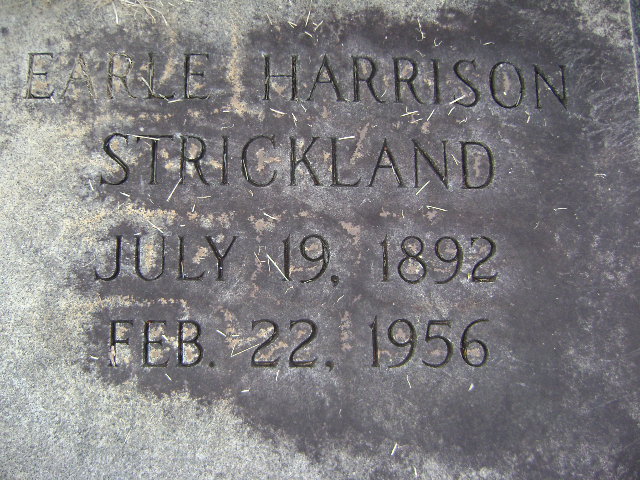 EARLE HARRISON
STRICKLAND
JULY 19, 1892
FEB. 22, 1956